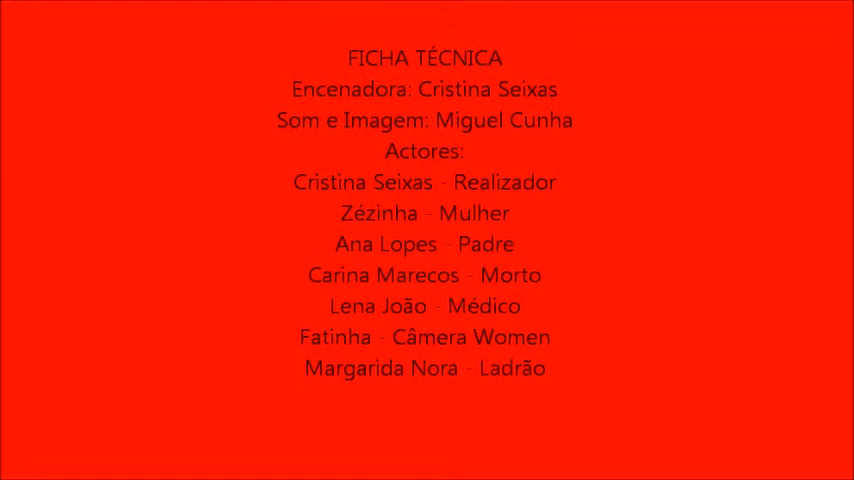 FICHA TÉCNICA
Encenadora: Cristina Seixas
Som e Imagem: Miguel Cunha
Actores:
Cristina Seixas - Realizador
Zézinha - Mulher
Ana Lopes - Padre
Carina Marecos - Morto
Lena João - Médico
Fatinha - Câmera Women
Margarida Nora - Ladrão